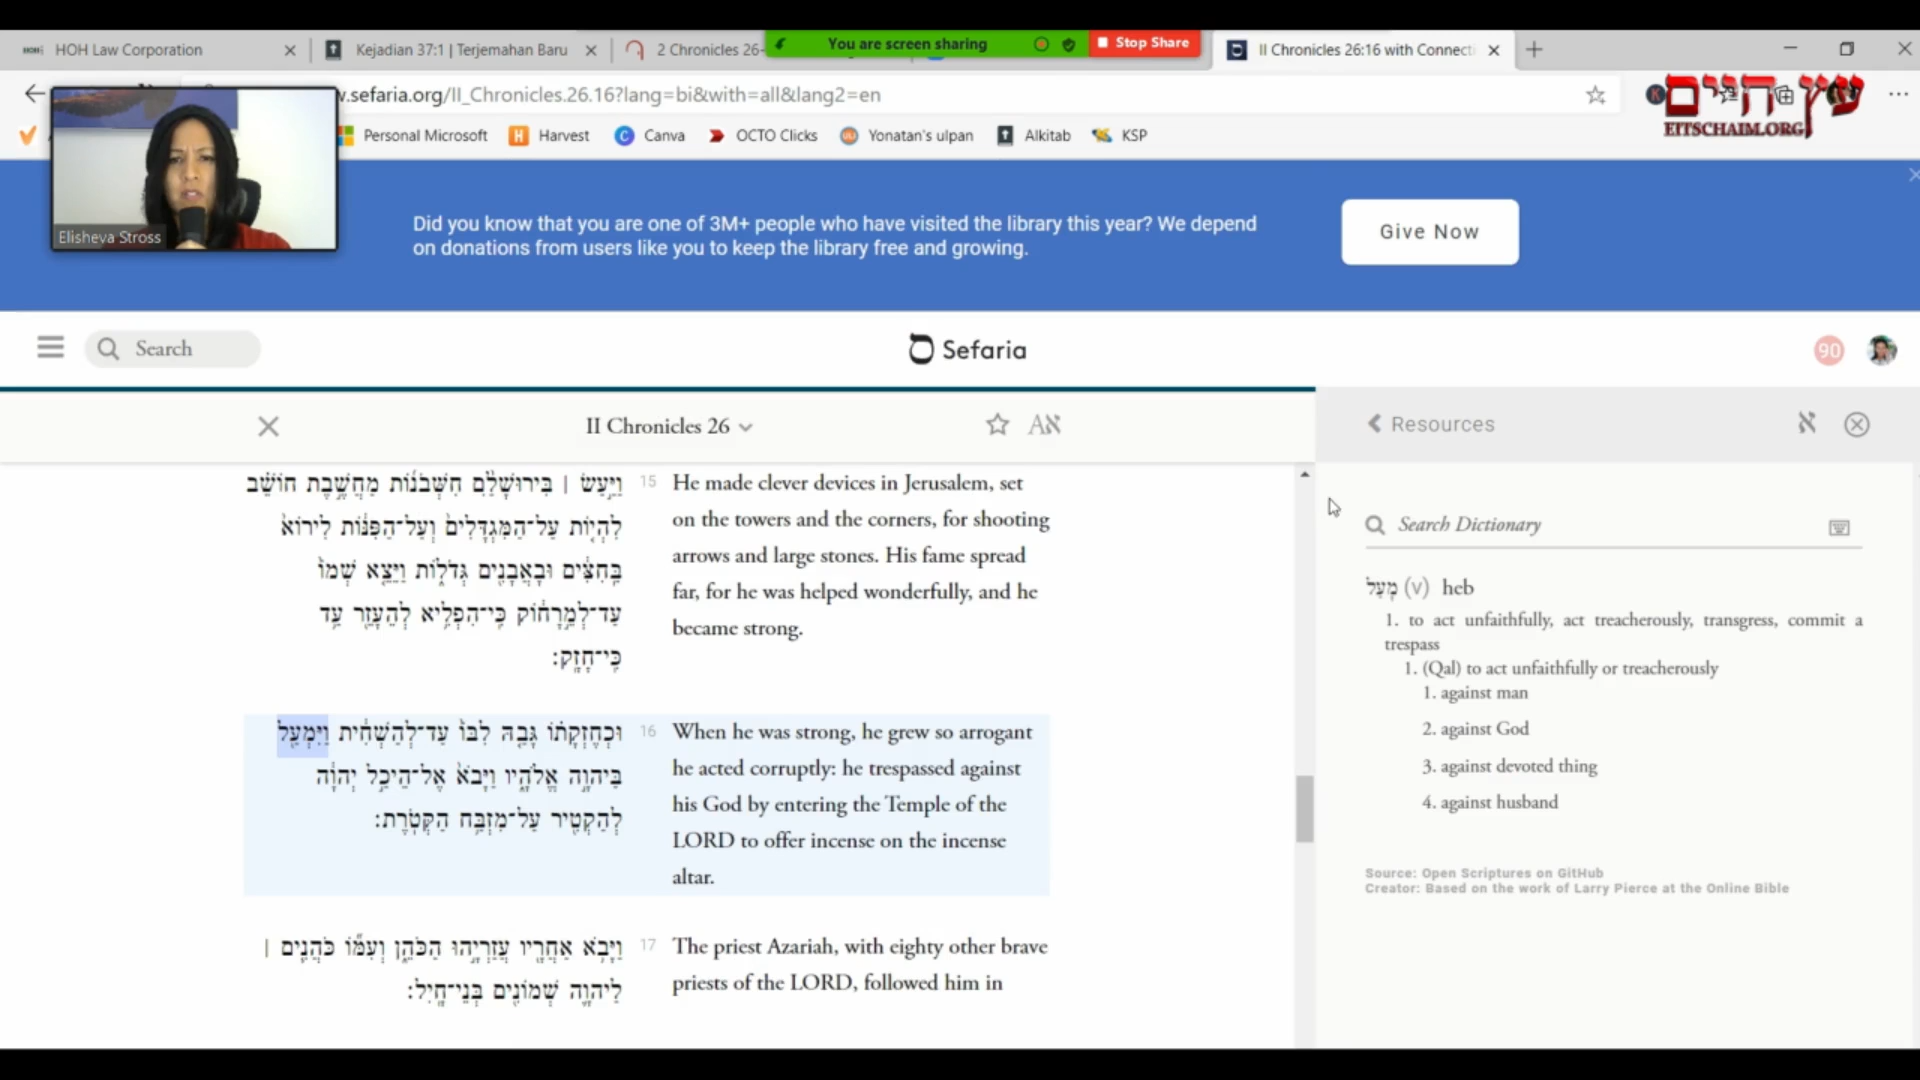 HOH Law Corporation
Kejadian 37:1 | Terjemahan Baru
2 Chronicles 26-
You are screen sharing
Stop Share
II Chronicles 26:16 with Connecti
.sefaria.org/II_Chronicles.26.16?lang=bi&with=all&lang2=en
עץ חיים
EITSCHAIM.ORG
Personal Microsoft
Harvest
Canva
OCTO Clicks
Yonatan's ulpan
Alkitab
KSP
Elisheva Stross
Did you know that you are one of 3M+ people who have visited the library this year? We depend
on donations from users like you to keep the library free and growing.
Give Now
Search
Sefaria
90
II Chronicles 26
Resources
וַיַּ֣עַשׂ ׀ בִּירוּשָׁלִַ֨ם חִשְּׁבֹנ֜וֹת מַחֲשֶׁ֣בֶת חוֹשֵׁ֗ב
לִהְי֤וֹת עַל־הַמִּגְדָּלִים֙ וְעַל־הַפִּנּ֔וֹת לִירוֹא֙
בַּֽחִצִּ֔ים וּבָאֲבָנִ֖ים גְּדֹל֑וֹת וַיֵּצֵ֤א שְׁמוֹ֙
עַד־לְמֵ֣רָח֔וֹק כִּֽי־הִפְלִ֥יא לְהֵעָזֵ֖ר עַ֥ד
כִּי־חָזָֽק׃
15
He made clever devices in Jerusalem, set
on the towers and the corners, for shooting
arrows and large stones. His fame spread
far, for he was helped wonderfully, and he
became strong.
וּכְחֶזְקָת֗וֹ גָּבַ֤הּ לִבּוֹ֙ עַד־לְהַשְׁחִ֔ית וַיִּמְעַ֖ל
בַּיהוָ֣ה אֱלֹהָ֑יו וַיָּבֹא֙ אֶל־הֵיכַ֣ל יְהוָ֔ה
לְהַקְטִ֖יר עַל־מִזְבַּ֥ח הַקְּטֹֽרֶת׃
16
When he was strong, he grew so arrogant
he acted corruptly: he trespassed against
his God by entering the Temple of the
LORD to offer incense on the incense
altar.
וַיָּבֹ֥א אַחֲרָ֖יו עֲזַרְיָ֣הוּ הַכֹּהֵ֑ן וְעִמּ֞וֹ כֹּהֲנִ֧ים ׀
לַיהוָ֛ה שְׁמוֹנִ֖ים בְּנֵי־חָֽיִל׃
17
The priest Azariah, with eighty other brave
priests of the LORD, followed him in
Search Dictionary
מָעַל (v) heb
1. to act unfaithfully, act treacherously, transgress, commit a
trespass
1. (Qal) to act unfaithfully or treacherously
1. against man
2. against God
3. against devoted thing
4. against husband
Source: Open Scriptures on GitHub
Creator: Based on the work of Larry Pierce at the Online Bible